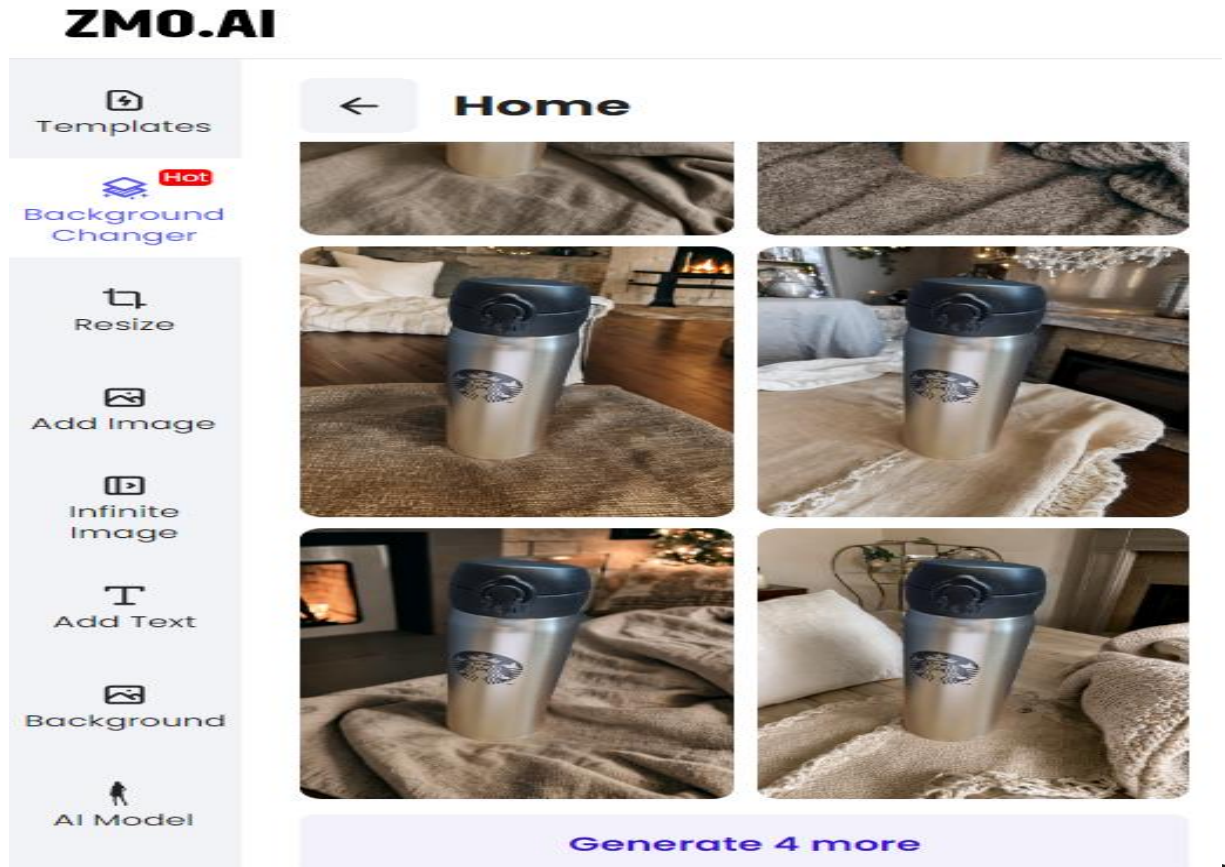 ZMO.AI
Templates
Hot
Background
Changer
Resize
Add Image
Infinite
Image
Add Text
Background
AI Model
Home
Generate 4 more